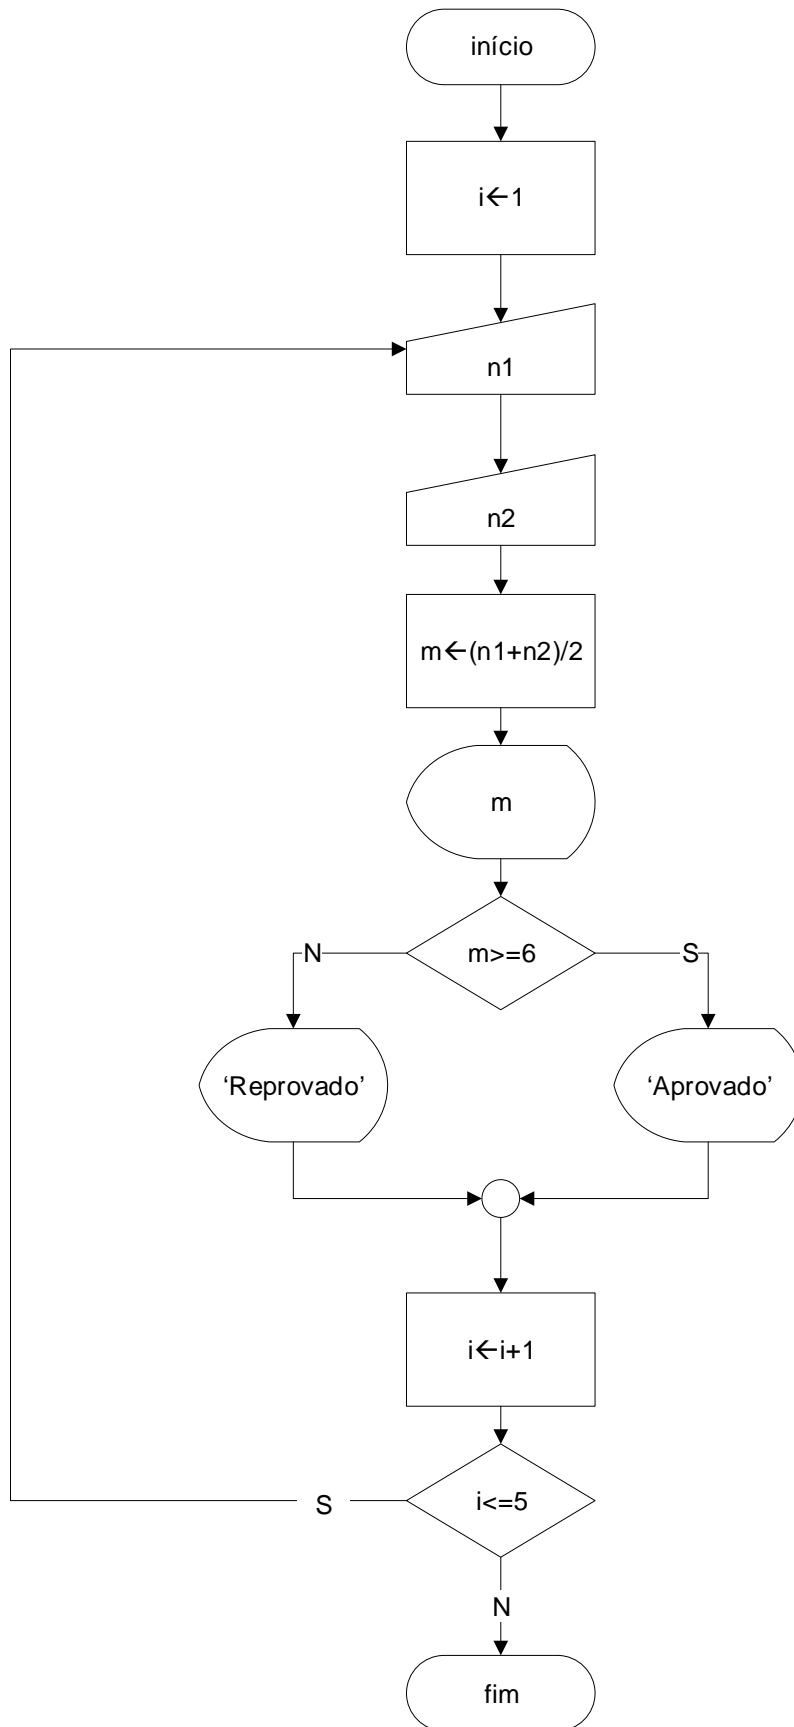 início
i←1
n1
n2
m←(n1+n2)/2
m
m>=6
N
S
‘Reprovado’
‘Aprovado’
i←i+1
i<=5
S
N
fim